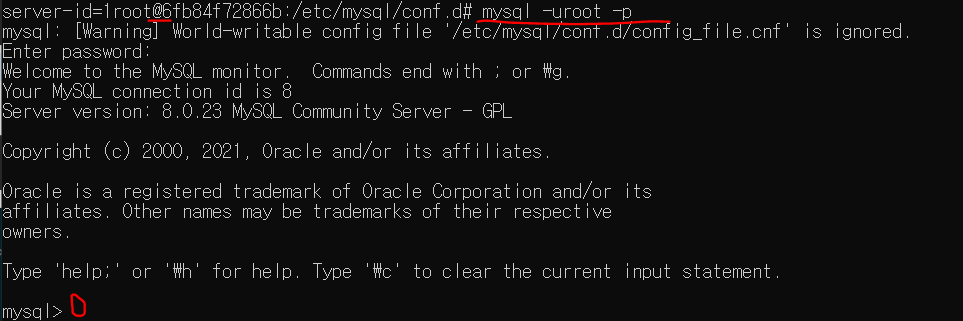 server-id=1root@6fb84f72866b:/etc/mysql/conf.d# mysql -uroot -p
mysql: [Warning] World-writable config file '/etc/mysql/conf.d/config_file.cnf' is ignored.
Enter password:
Welcome to the MySQL monitor.  Commands end with ; or ₩g.
Your MySQL connection id is 8
Server version: 8.0.23 MySQL Community Server - GPL
Copyright (c) 2000, 2021, Oracle and/or its affiliates.
Oracle is a registered trademark of Oracle Corporation and/or its
affiliates. Other names may be trademarks of their respective
owners.
Type 'help;' or '₩h' for help. Type '₩c' to clear the current input statement.
mysql>